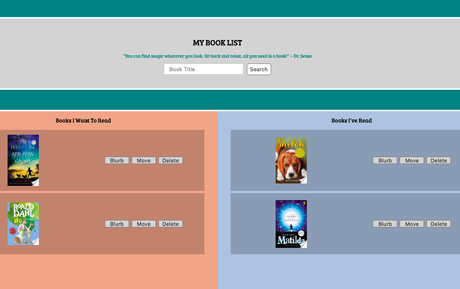 MY BOOK LIST
"You can find magic wherever you look. Sit back and relax, all you need is a book!" ~ Dr. Seuss
Book Title
Search
Books I Want To Read
Books I've Read
RED FERN
Blurb
Move
Delete
Blurb
Move
Delete
ROALD
DAHL
Blurb
Move
Delete
Matilda
Blurb
Move
Delete